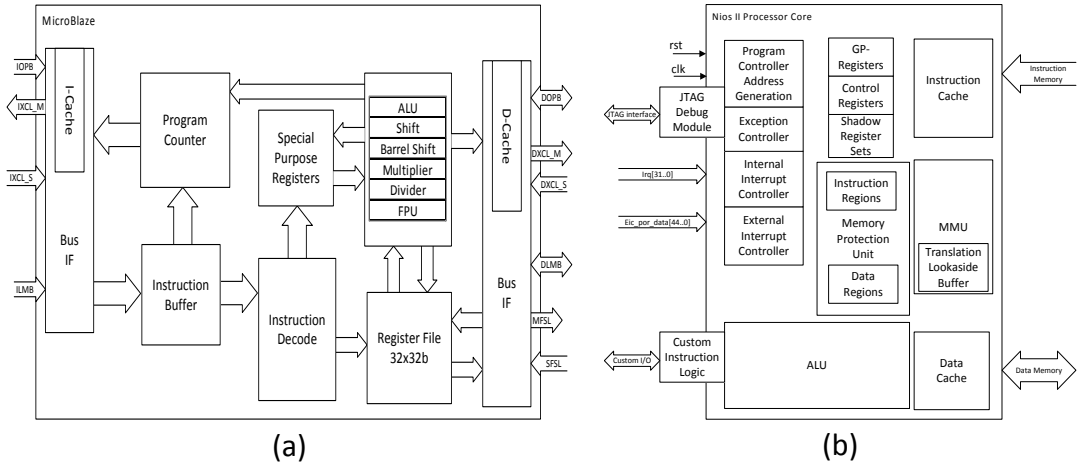 MicroBlaze
IOPB
IXCL_M
IXCL_S
ILMB
I-Cache
Bus
IF
Program
Counter
Instruction
Buffer
Special
Purpose
Registers
Instruction
Decode
ALU
Shift
Barrel Shift
Multiplier
Divider
FPU
Register File
32x32b
D-Cache
Bus
IF
DOPB
DXCL_M
DXCL_S
DLMB
MFSL
SFSL
(a)
Nios II Processor Core
rst
clk
JTAG interface
JTAG
Debug
Module
Irq[31..0]
Eic_por_data[44..0]
Custom I/O
Custom
Instruction
Logic
Program
Controller
Address
Generation
Exception
Controller
Internal
Interrupt
Controller
External
Interrupt
Controller
GP-
Registers
Control
Registers
Shadow
Register
Sets
Instruction
Regions
Memory
Protection
Unit
Data
Regions
Instruction
Cache
MMU
Translation
Lookaside
Buffer
ALU
Data
Cache
Instruction
Memory
Data Memory
(b)